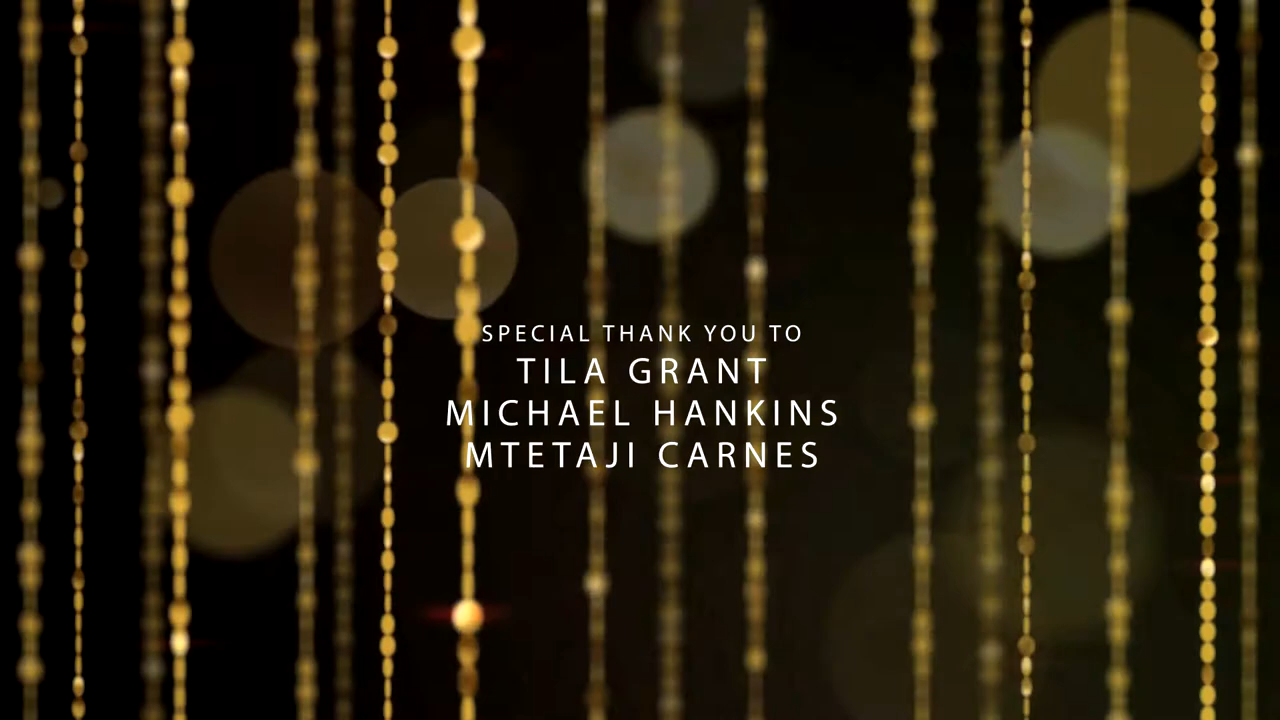 SPECIAL THANK YOU TO
TILA GRANT
MICHAEL HANKINS
MTETAJI CARNES